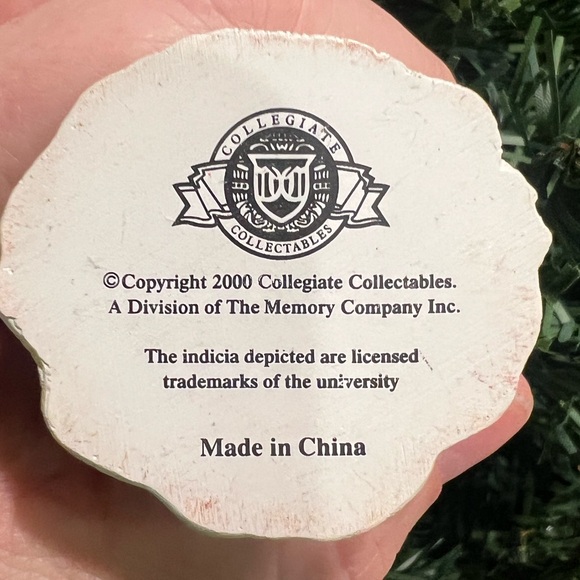 COLLEGIATE
COLLECTABLES
©Copyright 2000 Collegiate Collectables.
A Division of The Memory Company Inc.
The indicia depicted are licensed
trademarks of the university
Made in China